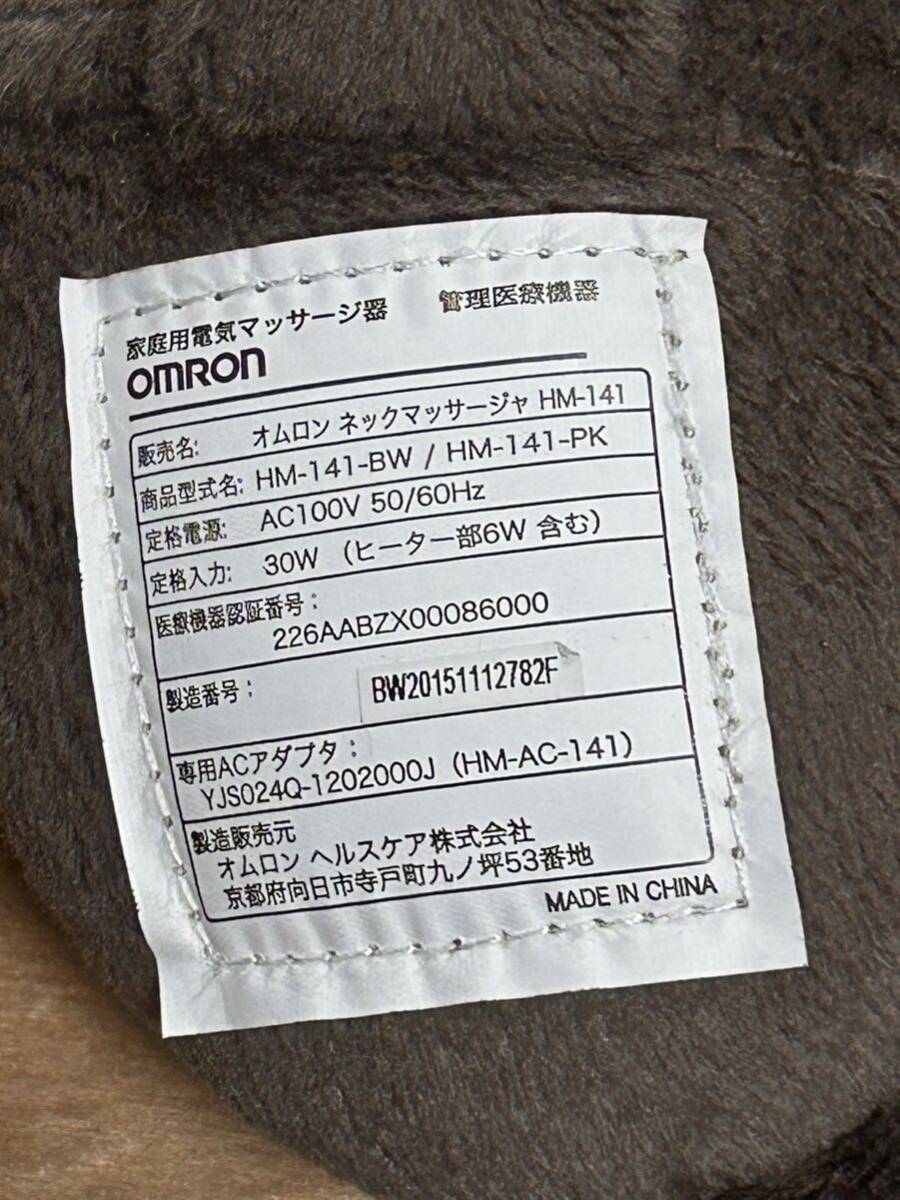 家庭用電気マッサージ器 管理医療機器
OMRON
販売名: オムロン ネックマッサージャ HM-141
商品型式名: HM-141-BW / HM-141-PK
定格電源: AC100V 50/60Hz
定格入力: 30W (ヒーター部6W 含む)
医療機器認証番号:
226AABZX00086000
製造番号: BW20151112782F
専用ACアダプタ:
YJS024Q-1202000J (HM-AC-141)
製造販売元
オムロン ヘルスケア株式会社
京都府向日市寺戸町九ノ坪53番地
MADE IN CHINA